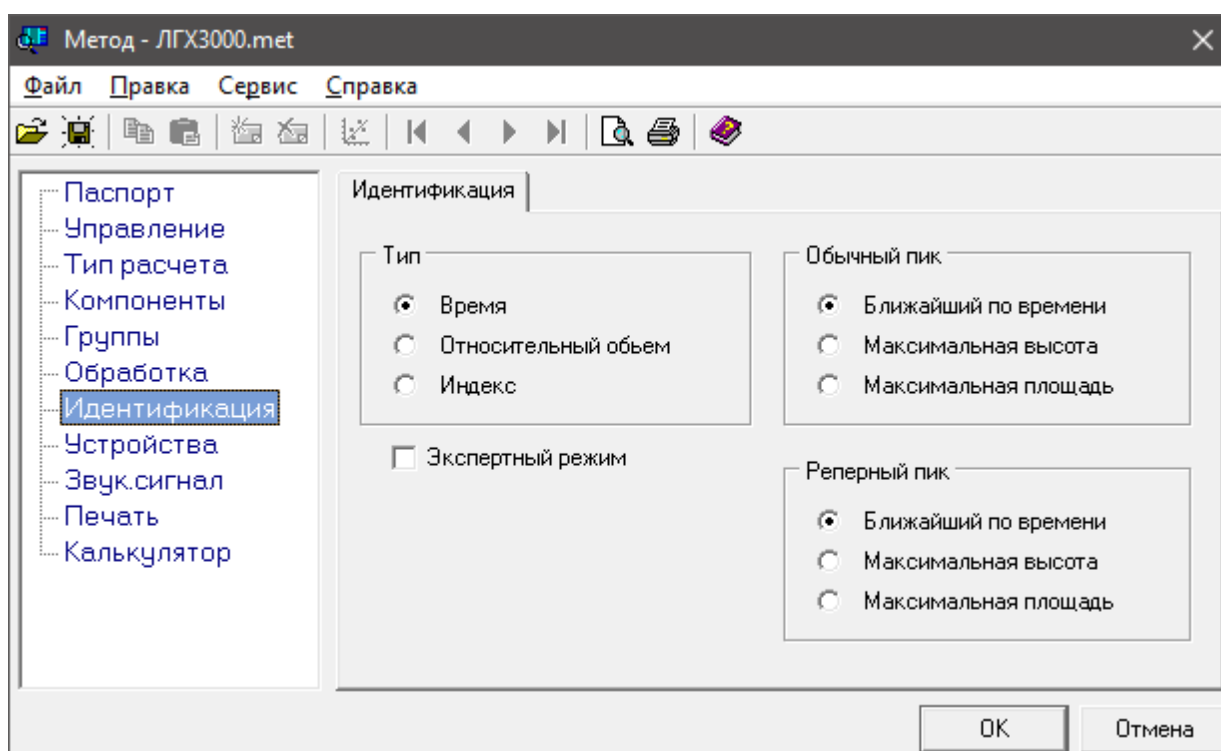 Метод - ЛГХ3000.met
Файл Правка Сервис Справка
Паспорт
Управление
Тип расчета
Компоненты
Группы
Обработка
Идентификация
Устройства
Звук.сигнал
Печать
Калькулятор
Идентификация
Тип
Время
Относительный обьем
Индекс
Экспертный режим
Обычный пик
Ближайший по времени
Максимальная высота
Максимальная площадь
Реперный пик
Ближайший по времени
Максимальная высота
Максимальная площадь
OK Отмена